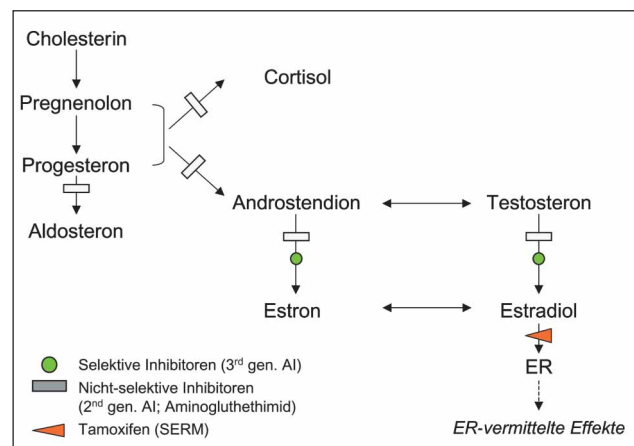 Cholesterin
Cortisol
Pregnenolon
Progesteron
Androstendion
Testosteron
Aldosteron
Estron
Estradiol
ER
ER-vermittelte Effekte
Selektive Inhibitoren (3rd gen. AI)
Nicht-selektive Inhibitoren
(2nd gen. AI; Aminogluthethimid)
Tamoxifen (SERM)